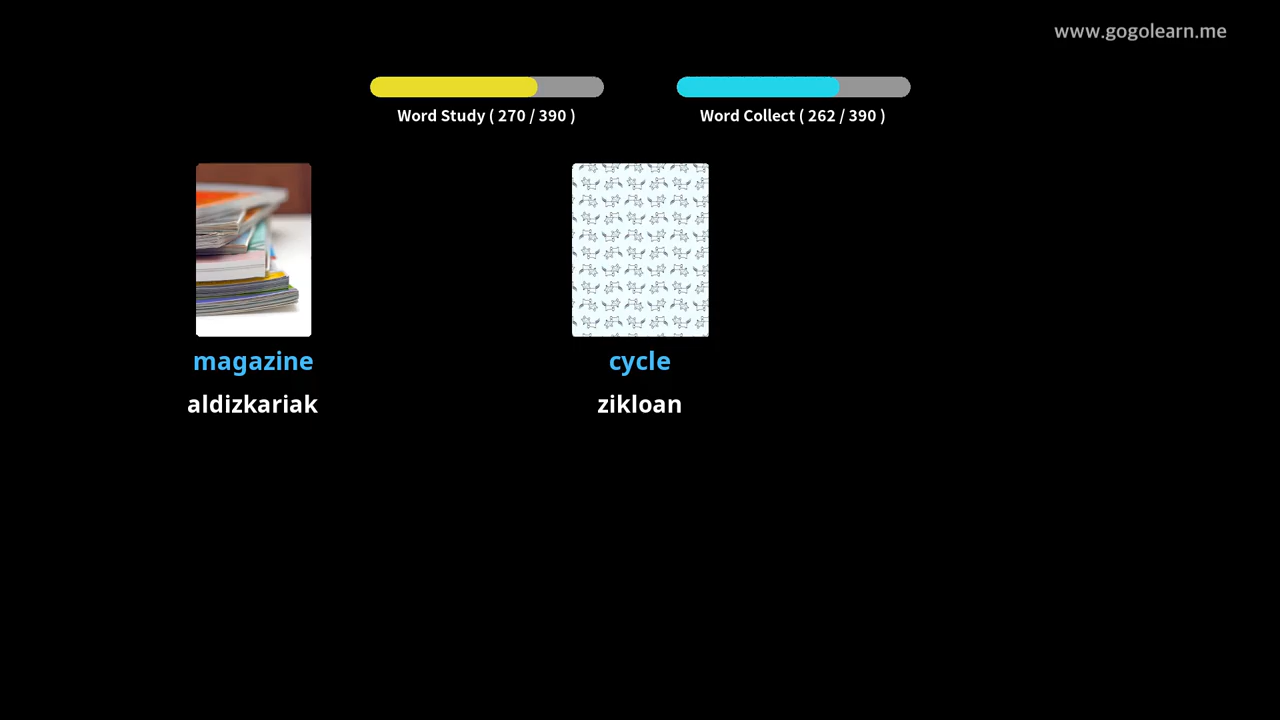 www.gogolearn.me
Word Study ( 270 / 390 )
Word Collect ( 262 / 390 )
magazine
cycle
aldizkariak
zikloan